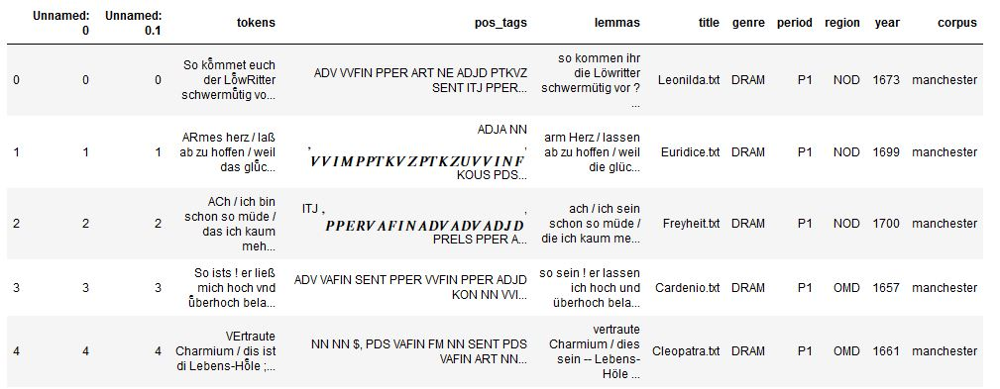 Unnamed: 0 Unnamed: 0.1 tokens pos_tags lemmas title genre period region year corpus
0 0 0 So koͤmmet euch der LoͤwRitter schwermuͤtig vo... ADV VVFIN PPER ART NE ADJD PTKVZ SENT ITJ PPER... so kommen ihr die Löwritter schwermütig vor ? ... Leonilda.txt DRAM P1 NOD 1673 manchester
1 1 1 ARmes herz / laß ab zu hoffen / weil das gluͤc... ADJA NN , VVIMPPTKVZPTKZUVVINF , KOUS PDS... arm Herz / lassen ab zu hoffen / weil die glüc... Euridice.txt DRAM P1 NOD 1699 manchester
2 2 2 ACh / ich bin schon so müde / das ich kaum meh... ITJ , PPERVAFINADVADVADJD , PRELS PPER A... ach / ich sein schon so müde / die ich kaum me... Freyheit.txt DRAM P1 NOD 1700 manchester
3 3 3 So ists ! er ließ mich hoch vnd uͤberhoch bela... ADV VAFIN SENT PPER VVFIN PPER ADJD KON NN VVI... so sein ! er lassen ich hoch und überhoch bela... Cardenio.txt DRAM P1 OMD 1657 manchester
4 4 4 VErtraute Charmium / dis ist di Lebens-Hoͤle ;... NN NN $, PDS VAFIN FM NN SENT PDS VAFIN ART NN... vertraute Charmium / dies sein -- Lebens-Höle ... Cleopatra.txt DRAM P1 OMD 1661 manchester